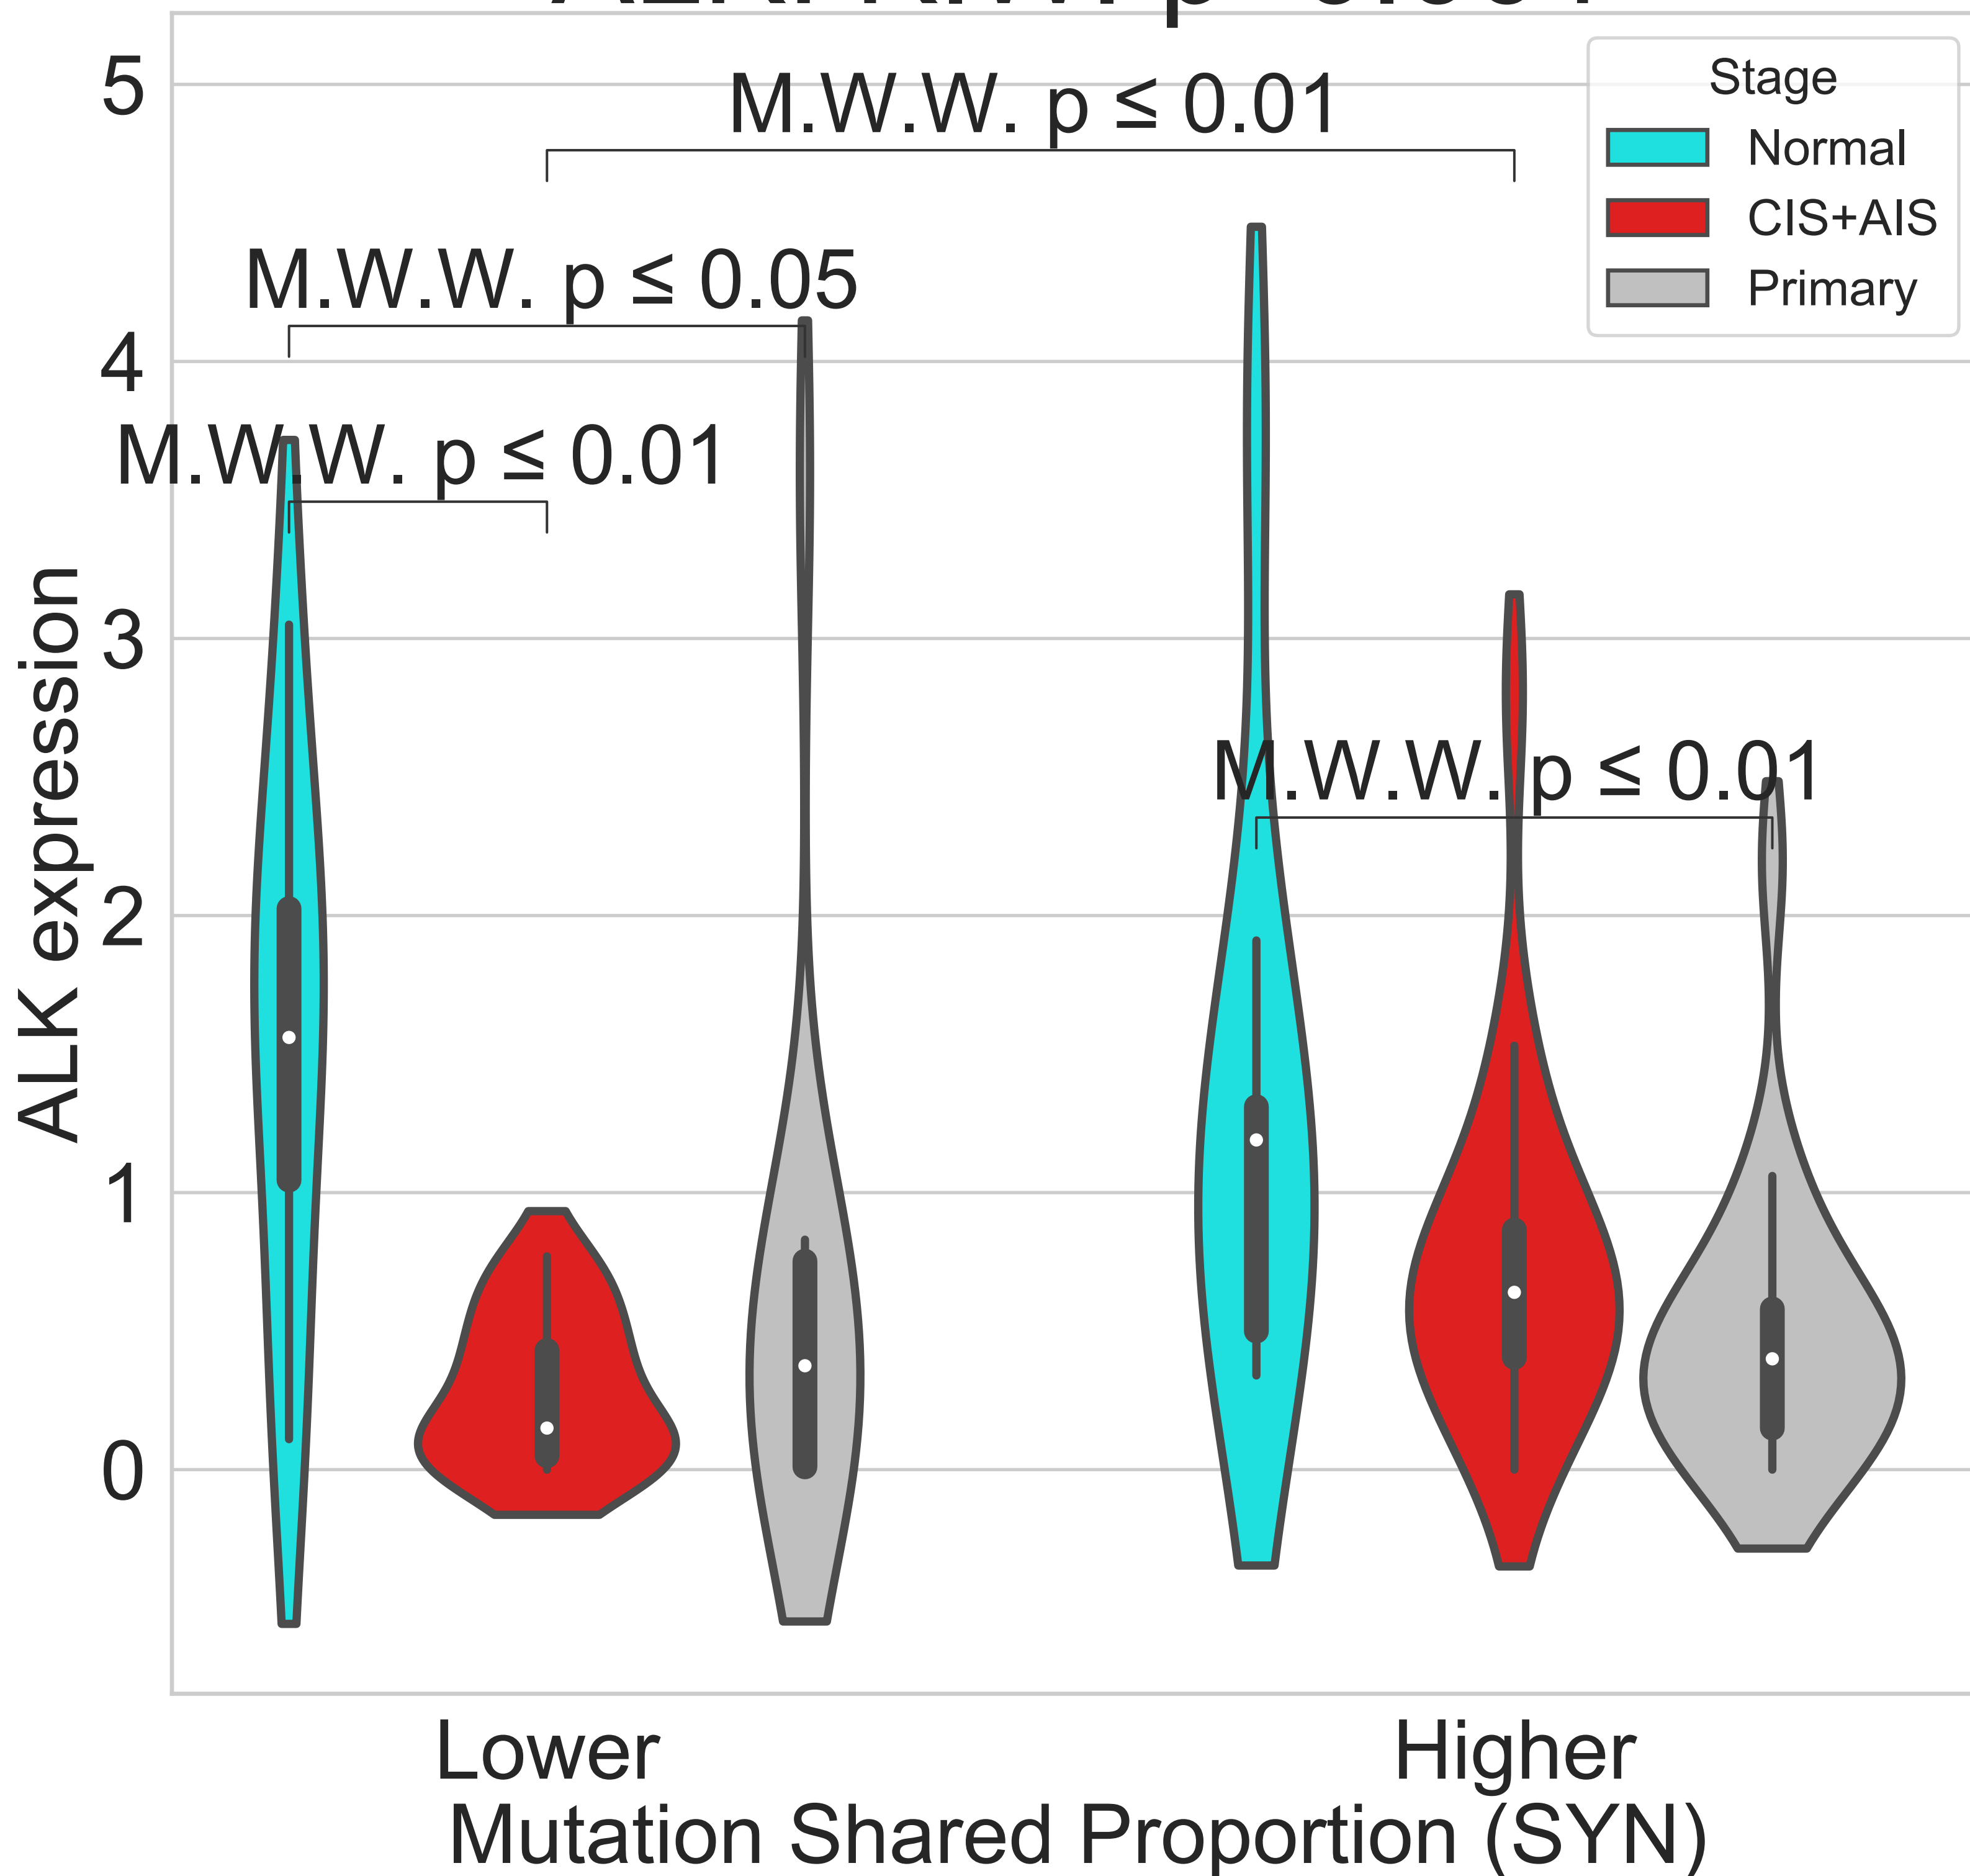 5
M.W.W. p ≤ 0.01
Stage
Normal
CIS+AIS
Primary
M.W.W. p ≤ 0.05
4
M.W.W. p ≤ 0.01
3
M.W.W. p ≤ 0.01
2
1
0
ALK expression
Lower
Higher
Mutation Shared Proportion (SYN)